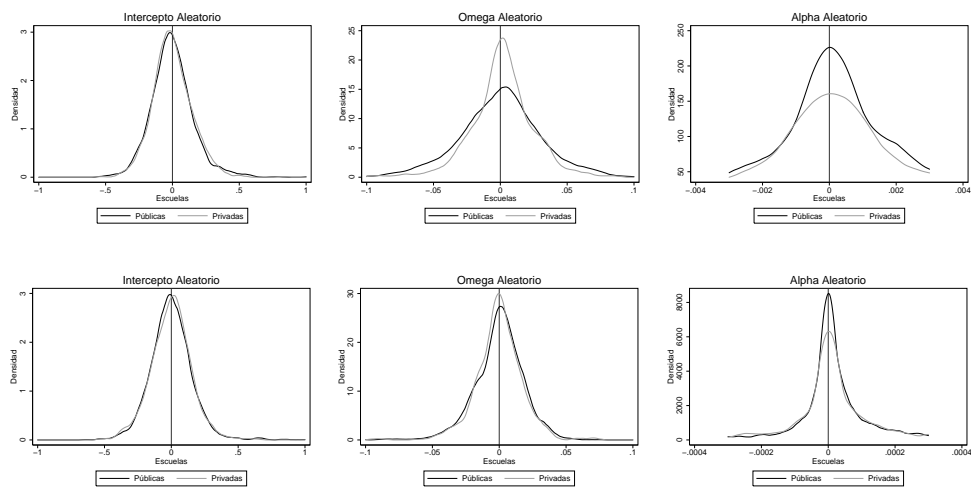 Intercepto Aleatorio
Densidad
0 1 2 3
−1 −.5 0 .5 1
Escuelas
Públicas Privadas
Omega Aleatorio
Densidad
0 5 10 15 20 25
−.1 −.05 0 .05 .1
Escuelas
Públicas Privadas
Alpha Aleatorio
Densidad
50 100 150 200 250
−.004 −.002 0 .002 .004
Escuelas
Públicas Privadas
Intercepto Aleatorio
Densidad
0 1 2 3
−1 −.5 0 .5 1
Escuelas
Públicas Privadas
Omega Aleatorio
Densidad
0 10 20 30
−.1 −.05 0 .05 .1
Escuelas
Públicas Privadas
Alpha Aleatorio
Densidad
0 2000 4000 6000 8000
−.0004 −.0002 0 .0002 .0004
Escuelas
Públicas Privadas